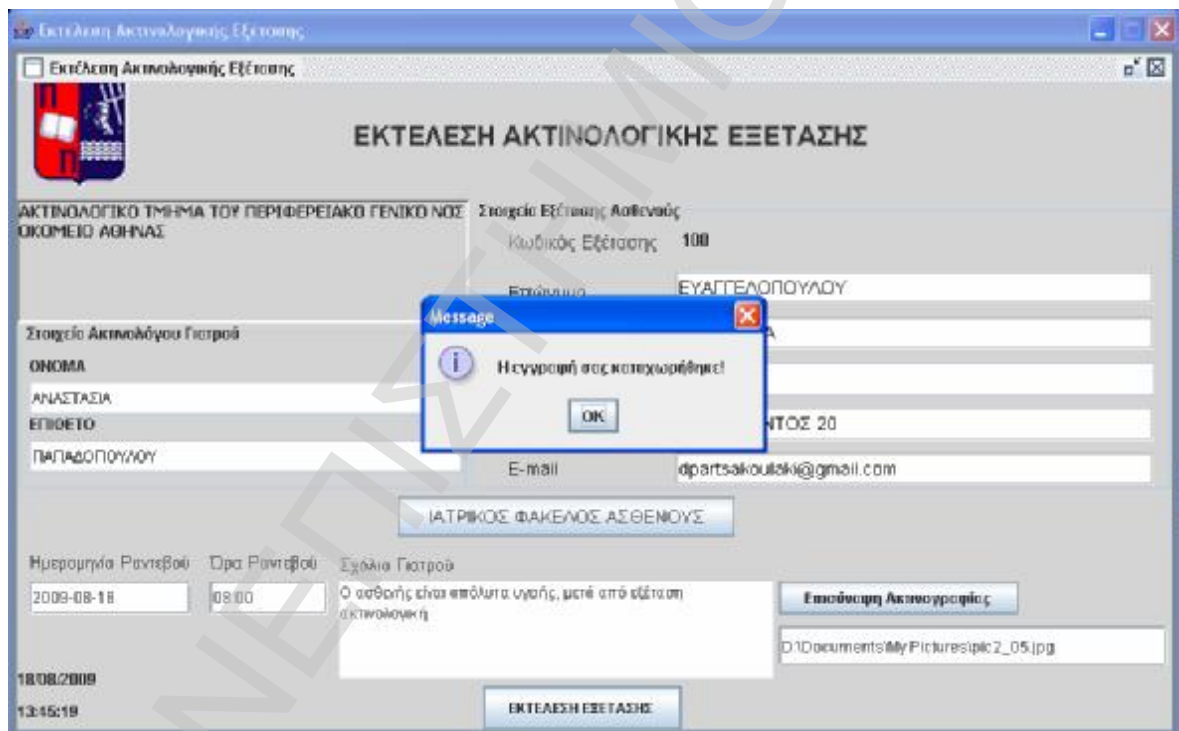 Εκτέλεση Ακτινολογικής Εξέτασης
Εκτέλεση Ακτινολογικής Εξέτασης
ΕΚΤΕΛΕΣΗ ΑΚΤΙΝΟΛΟΓΙΚΗΣ ΕΞΕΤΑΣΗΣ
ΑΚΤΙΝΟΛΟΓΙΚΟ ΤΜΗΜΑ ΤΟΥ ΠΕΡΙΦΕΡΕΙΑΚΟ ΓΕΝΙΚΟ ΝΟΣ
ΟΚΟΜΕΙΟ ΑΘΗΝΑΣ
Στοιχεία Εξέτασης Ασθενούς
Κωδικός Εξέτασης 100
Επώνυμο ΕΥΑΓΓΕΛΟΠΟΥΛΟΥ
Α
ΝΤΟΣ 20
E-mail dpartsakoulaki@gmail.com
Message
Η εγγραφή σας καταχωρήθηκε!
OK
Στοιχεία Ακτινολόγου Γιατρού
ΟΝΟΜΑ
ΑΝΑΣΤΑΣΙΑ
ΕΠΙΘΕΤΟ
ΠΑΠΑΔΟΠΟΥΛΟΥ
ΙΑΤΡΙΚΟΣ ΦΑΚΕΛΟΣ ΑΣΘΕΝΟΥΣ
Ημερομηνία Ραντεβού Ώρα Ραντεβού Σχόλια Γιατρού
2009-08-18 08:00
Ο ασθενής είναι απόλυτα υγιής, μετά από εξέταση
ακτινολογική
Επισύναψη Ακτινογραφίας
D:\Documents\My Pictures\pic2_05.jpg
18/08/2009
13:45:19
ΕΚΤΕΛΕΣΗ ΕΞΕΤΑΣΗΣ